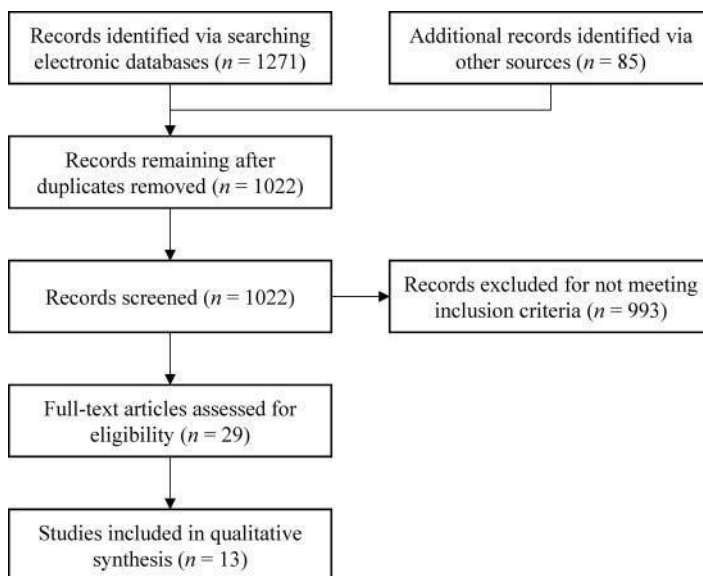 Records identified via searching
electronic databases (n = 1271)
Additional records identified via
other sources (n = 85)
Records remaining after
duplicates removed (n = 1022)
Records screened (n = 1022)
Records excluded for not meeting
inclusion criteria (n = 993)
Full-text articles assessed for
eligibility (n = 29)
Studies included in qualitative
synthesis (n = 13)